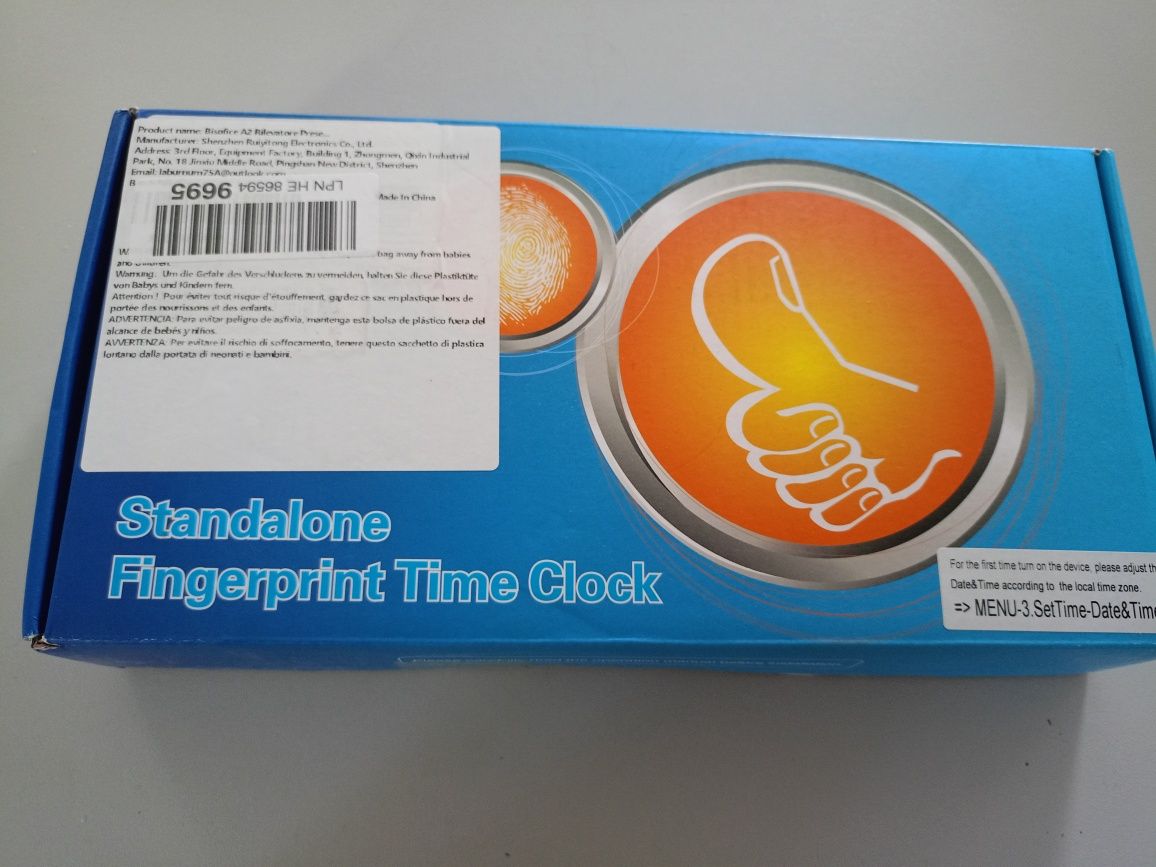 Product name: Bisofice A2 Rilevatore Prese...
Manufacturer: Shenzhen Ruiyitong Electronics Co., Ltd.
Address: 3rd Floor, Equipment Factory, Building 1, Zhongmen, Qixin Industrial
Park, No. 18 Jinxiu Middle Road, Pingshan New District, Shenzhen
Email: laburnum75A@outlook.com
B
LPN HE 86594 9695
Made In China
W
bag away from babies
and children.
Warnung: Um die Gefahr des Verschluckens zu vermeiden, halten Sie diese Plastiktüte
von Babys und Kindern fern.
Attention ! Pour éviter tout risque d'étouffement, gardez ce sac en plastique hors de
portée des nourrissons et des enfants.
ADVERTENCIA: Para evitar peligro de asfixia, mantenga esta bolsa de plástico fuera del
alcance de bebés y niños.
AVVERTENZA: Per evitare il rischio di soffocamento, tenere questo sacchetto di plastica
lontano dalla portata di neonati e bambini.
Standalone
Fingerprint Time Clock
For the first time turn on the device, please adjust th
Date&Time according to the local time zone.
=> MENU-3.SetTime-Date&Time